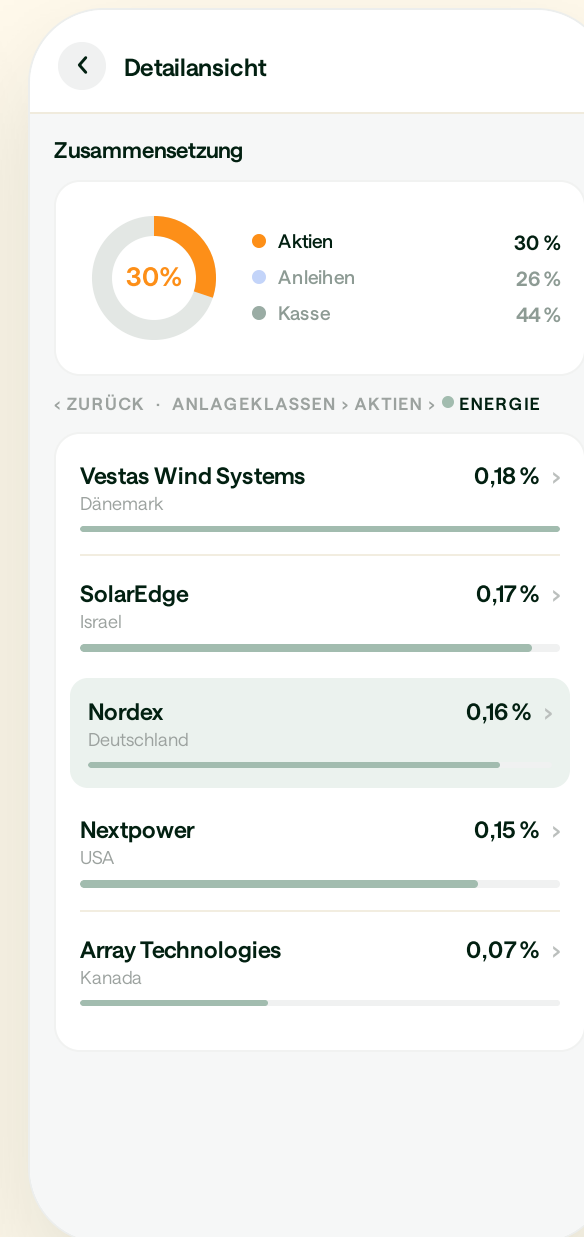 Detailansicht
Zusammensetzung
30%
Aktien 30 %
Anleihen 26 %
Kasse 44 %
‹ ZURÜCK · ANLAGEKLASSEN › AKTIEN › ENERGIE
Vestas Wind Systems 0,18 % ›
Dänemark
SolarEdge 0,17 % ›
Israel
Nordex 0,16 % ›
Deutschland
Nextpower 0,15 % ›
USA
Array Technologies 0,07 % ›
Kanada